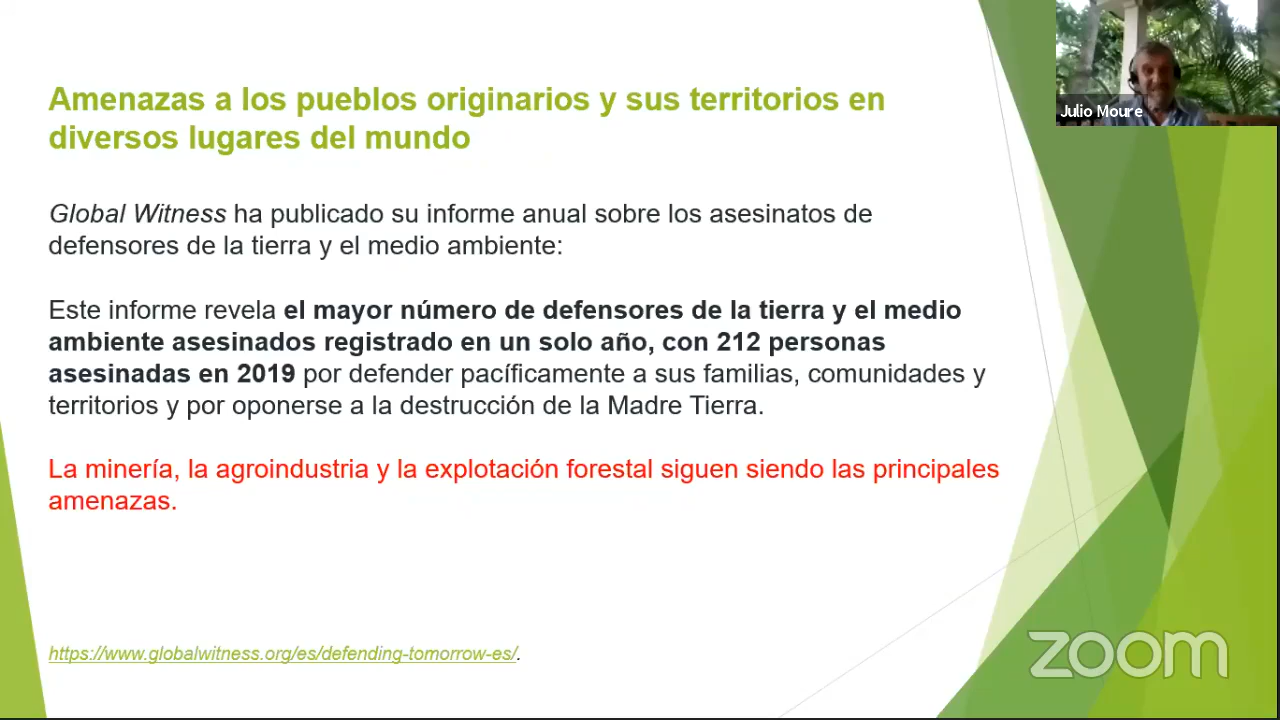 Amenazas a los pueblos originarios y sus territorios en
diversos lugares del mundo
Global Witness ha publicado su informe anual sobre los asesinatos de
defensores de la tierra y el medio ambiente:
Este informe revela el mayor número de defensores de la tierra y el medio
ambiente asesinados registrado en un solo año, con 212 personas
asesinadas en 2019 por defender pacíficamente a sus familias, comunidades y
territorios y por oponerse a la destrucción de la Madre Tierra.
La minería, la agroindustria y la explotación forestal siguen siendo las principales
amenazas.
https://www.globalwitness.org/es/defending-tomorrow-es/.
Julio Moure
zoom